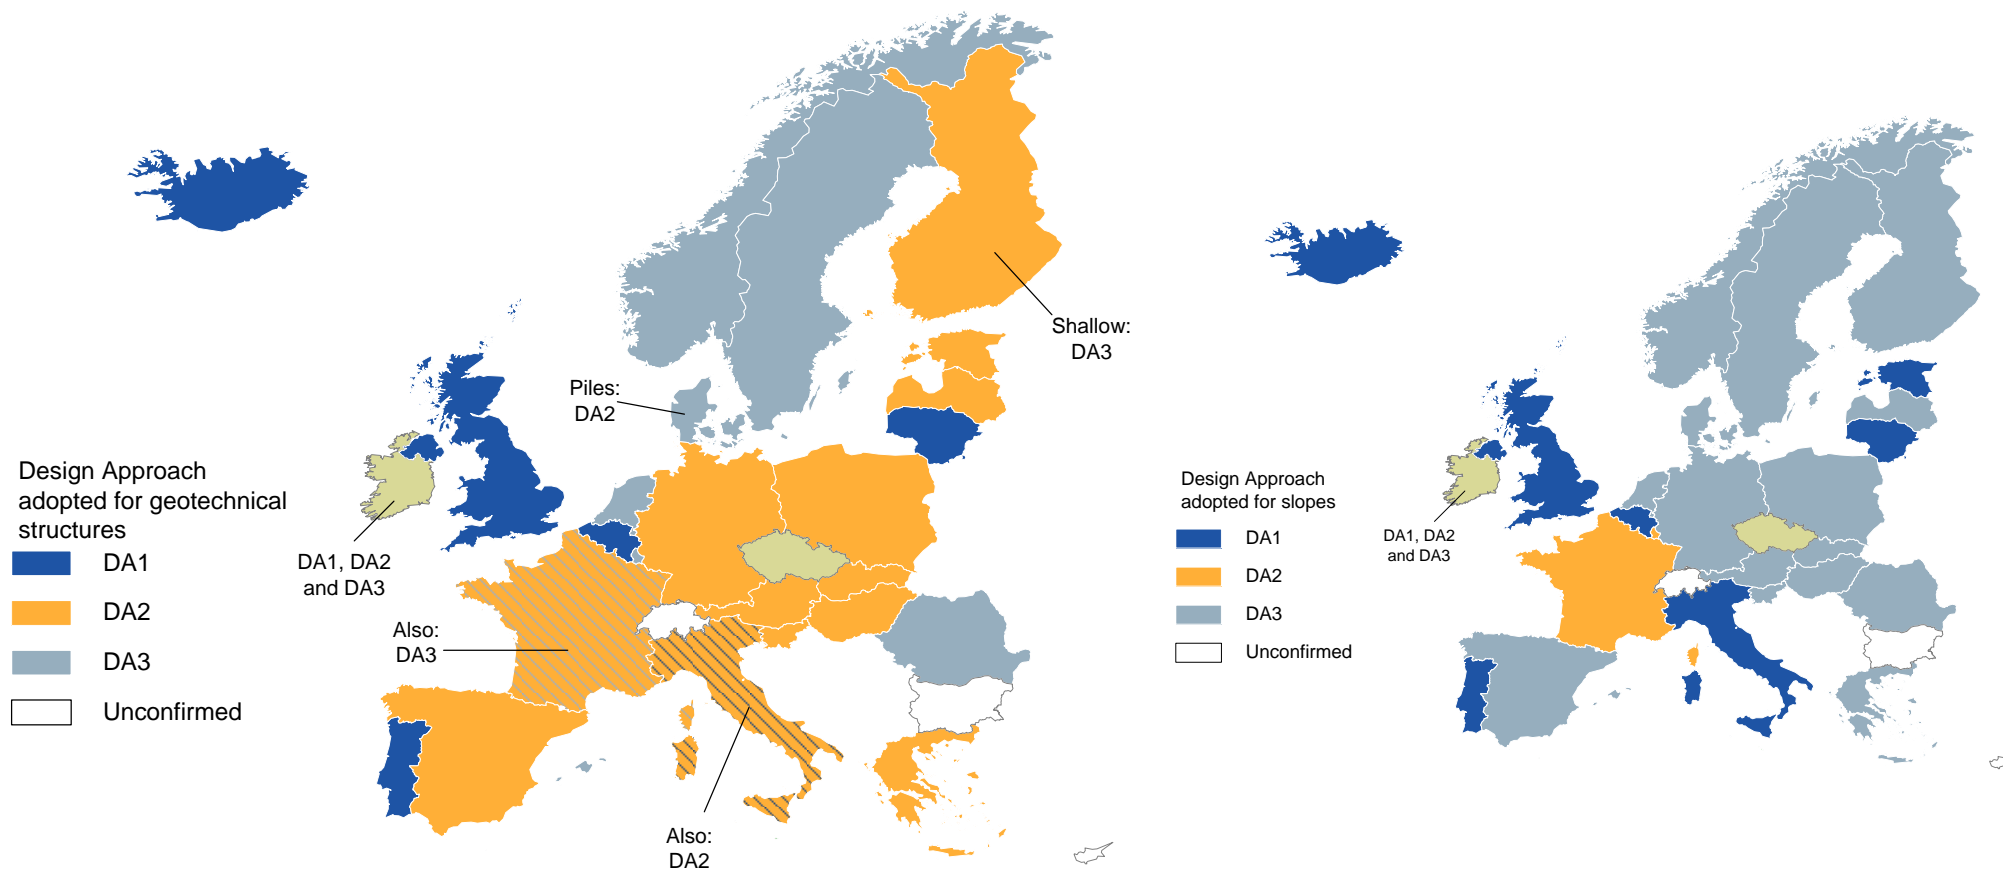 Design Approach
adopted for geotechnical
structures
DA1
DA2
DA3
Unconfirmed
DA1, DA2
and DA3
Piles:
DA2
Shallow:
DA3
Also:
DA3
Also:
DA2
Design Approach
adopted for slopes
DA1
DA2
DA3
Unconfirmed
DA1, DA2
and DA3